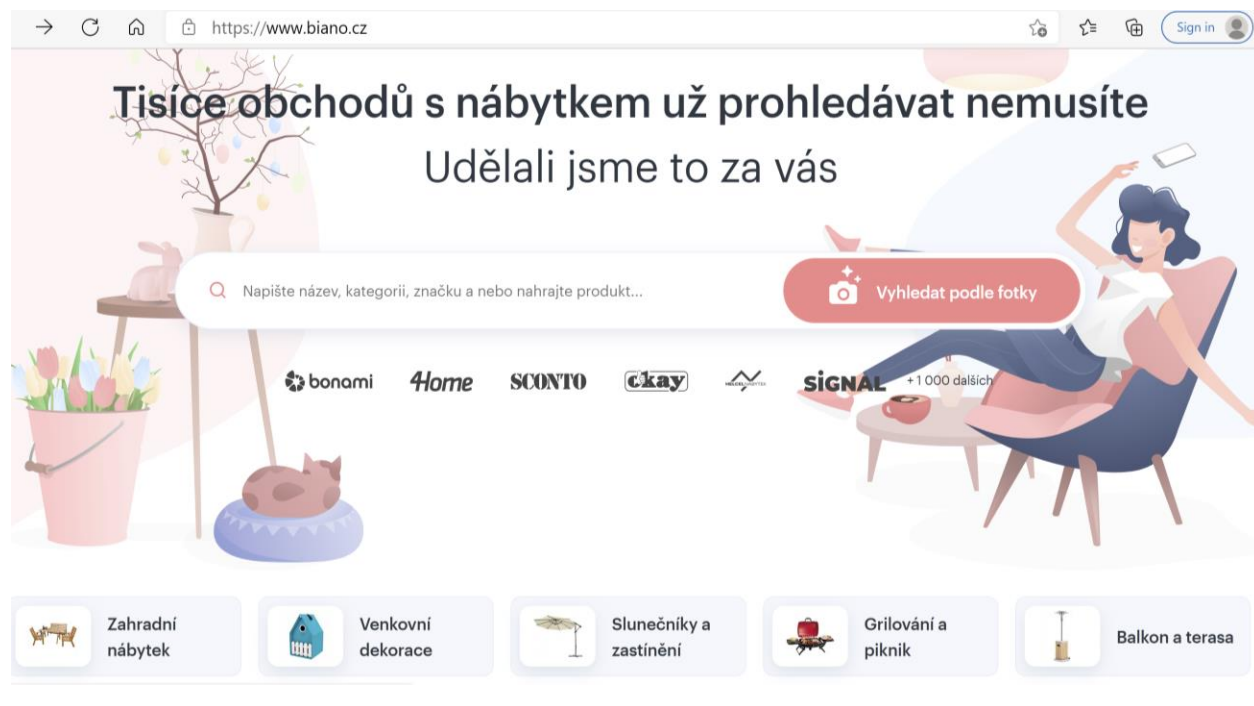 https://www.biano.cz
Sign in
Tisíce obchodů s nábytkem už prohledávat nemusíte
Udělali jsme to za vás
Napište název, kategorii, značku a nebo nahrajte produkt...
Vyhledat podle fotky
bonami
4Home
SCONTO
okay
SIGNAL
+1 000 dalších
Zahradní
nábytek
Venkovní
dekorace
Slunečníky a
zastínění
Grilování a
piknik
Balkon a terasa